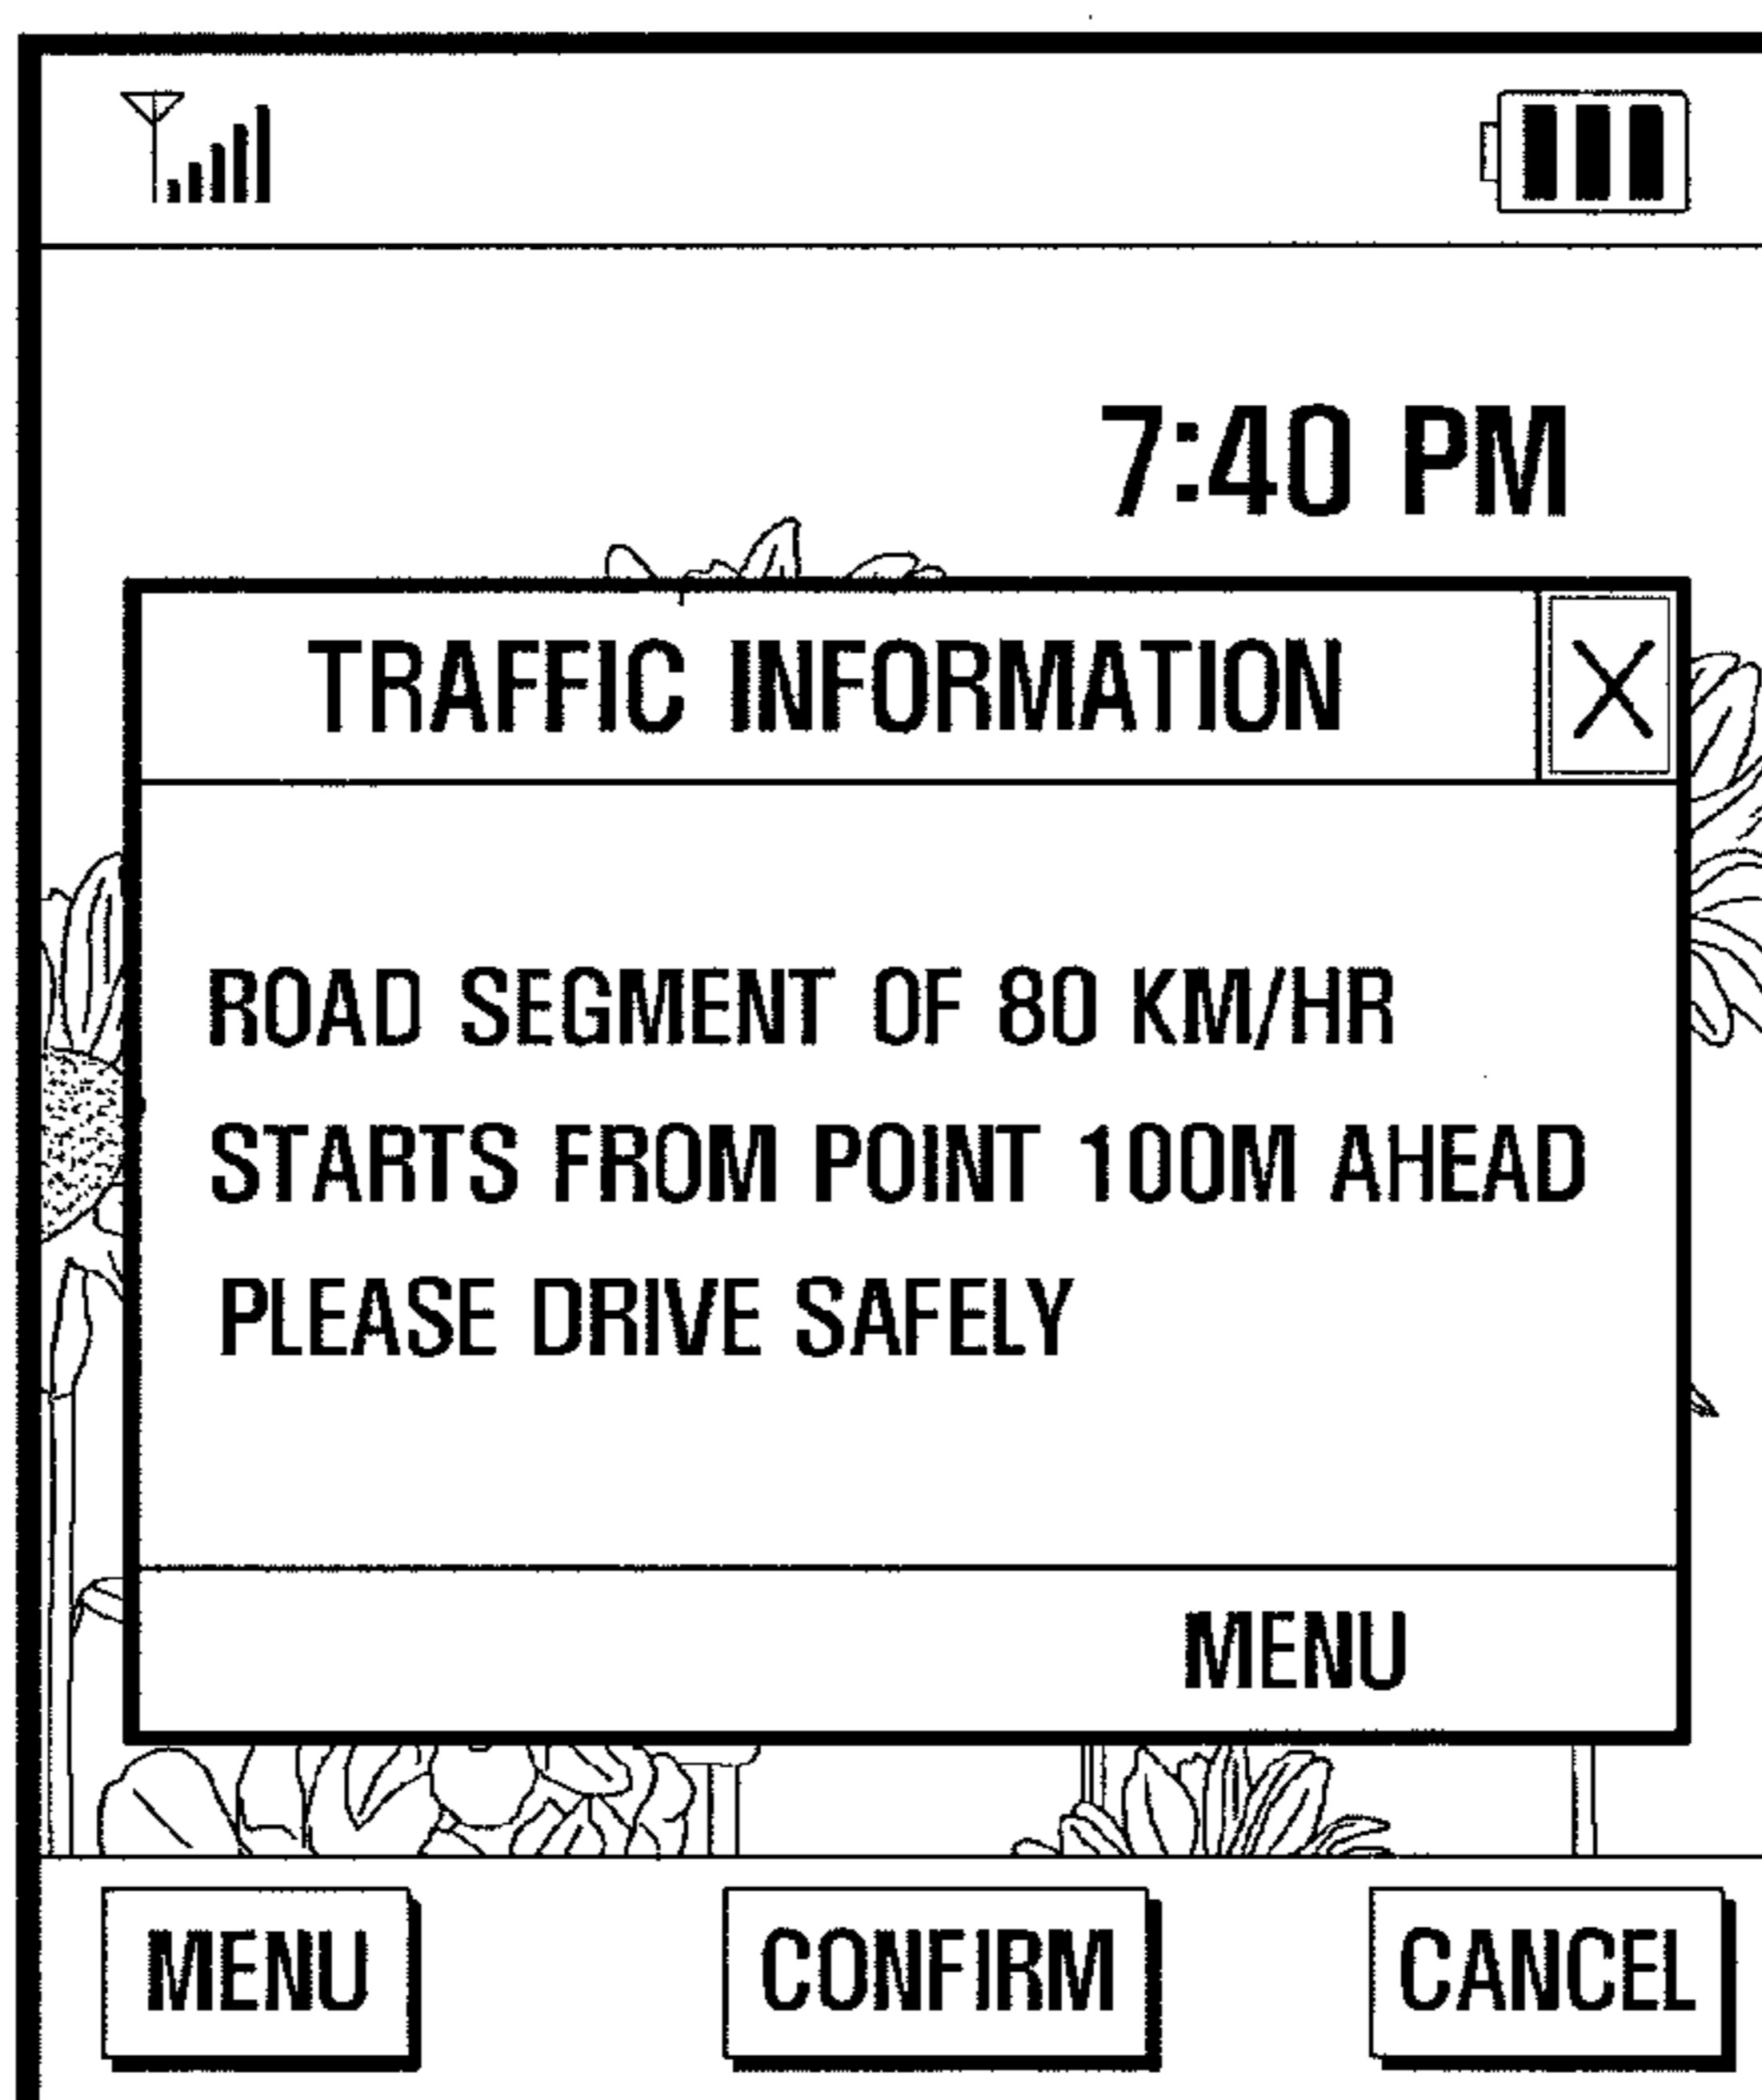 7:40 PM
TRAFFIC INFORMATION
ROAD SEGMENT OF 80 KM/HR
STARTS FROM POINT 100M AHEAD
PLEASE DRIVE SAFELY
MENU
MENU CONFIRM CANCEL